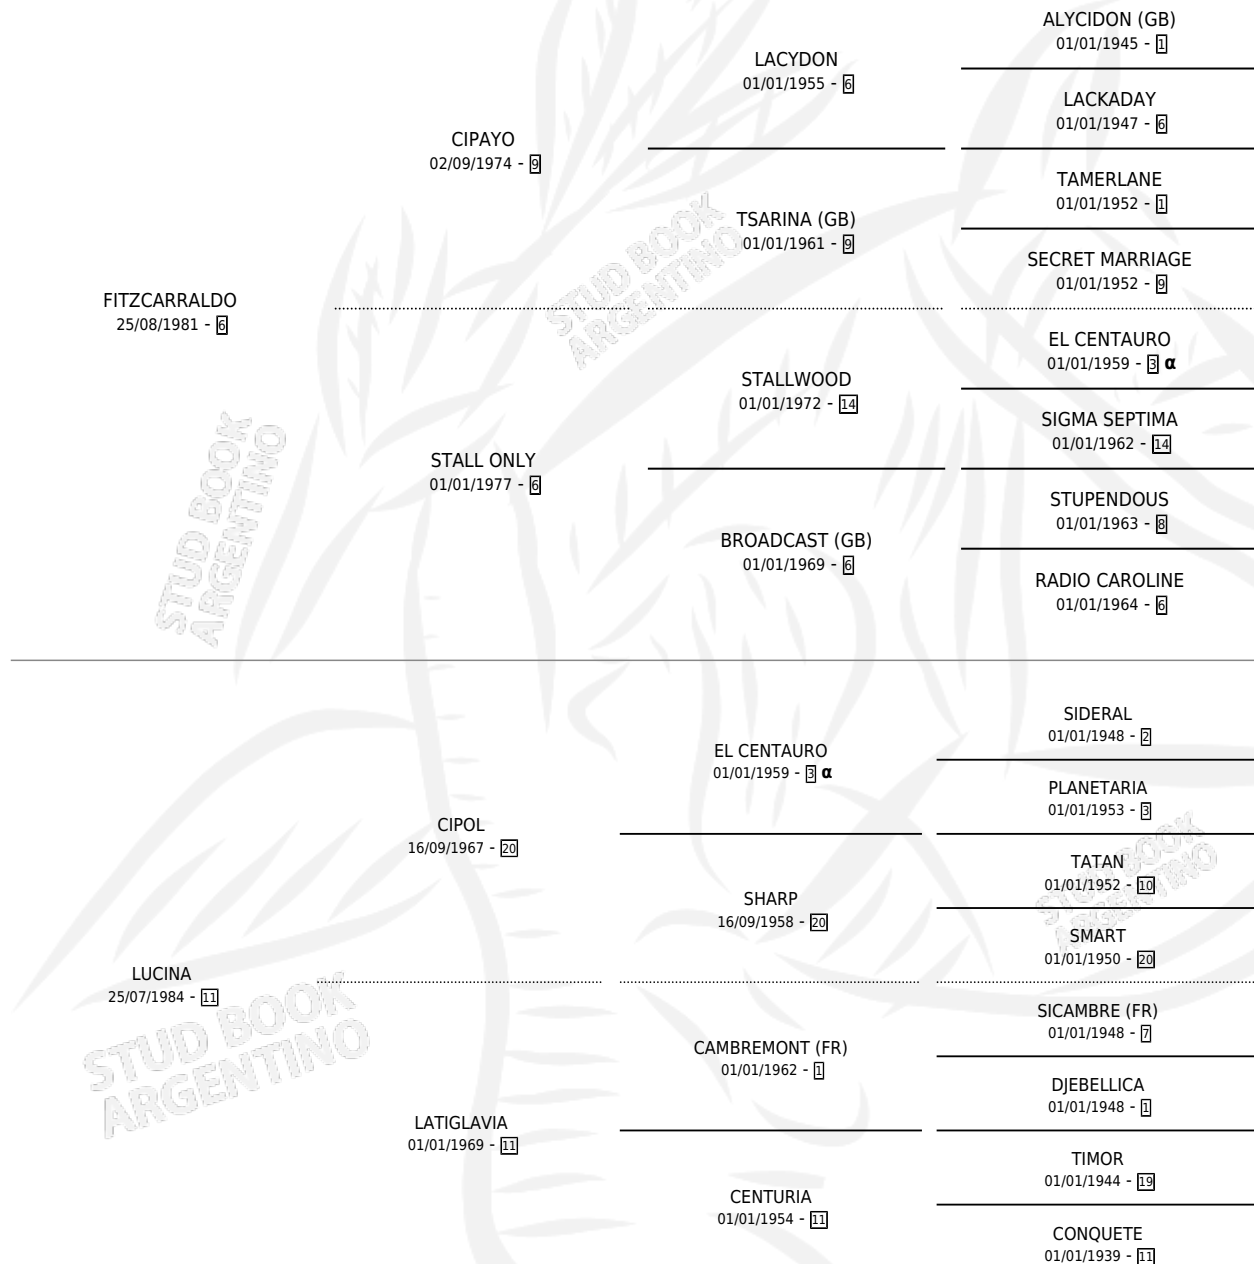 ALYCIDON (GB)
01/01/1945 - 1
LACYDON
01/01/1955 - 6
LACKADAY
01/01/1947 - 6
CIPAYO
02/09/1974 - 9
TAMERLANE
01/01/1952 - 1
TSARINA (GB)
01/01/1961 - 9
SECRET MARRIAGE
01/01/1952 - 9
FITZCARRALDO
25/08/1981 - 6
EL CENTAURO
01/01/1959 - 3 α
STALLWOOD
01/01/1972 - 14
SIGMA SEPTIMA
01/01/1962 - 14
STALL ONLY
01/01/1977 - 6
STUPENDOUS
01/01/1963 - 8
BROADCAST (GB)
01/01/1969 - 6
RADIO CAROLINE
01/01/1964 - 6
SIDERAL
01/01/1948 - 2
EL CENTAURO
01/01/1959 - 3 α
PLANETARIA
01/01/1953 - 3
CIPOL
16/09/1967 - 20
TATAN
01/01/1952 - 10
SHARP
16/09/1958 - 20
SMART
01/01/1950 - 20
LUCINA
25/07/1984 - 11
SICAMBRE (FR)
01/01/1948 - 7
CAMBREMONT (FR)
01/01/1962 - 1
DJEBELLICA
01/01/1948 - 1
LATIGLAVIA
01/01/1969 - 11
TIMOR
01/01/1944 - 19
CENTURIA
01/01/1954 - 11
CONQUETE
01/01/1939 - 11
STUD BOOK
ARGENTINO
STUD BOOK
ARGENTINO
STUD BOOK
ARGENTINO
STUD BOOK
ARGENTINO